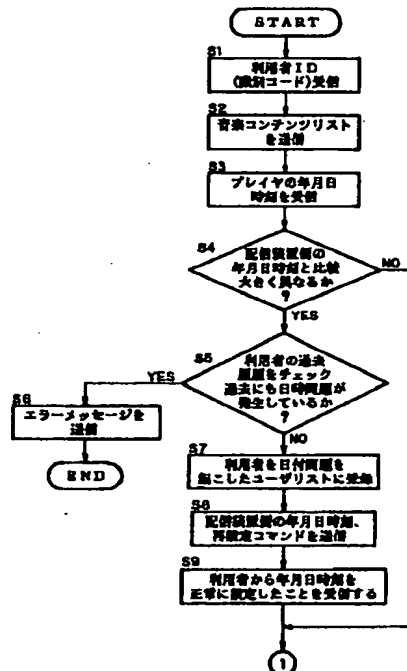 START
S1
利用者ID
(識別コード)受信
S2
音楽コンテンツリスト
を送信
S3
プレイヤの年月日
時刻を受信
S4
配信装置側の
年月日時刻と比較
大きく異なるか
?
NO
YES
S5
利用者の過去
履歴をチェック
過去にも日時問題が
発生しているか
?
YES
NO
S6
エラーメッセージを
送信
END
S7
利用者を日付問題を
起こしたユーザリストに登録
S8
配信装置側の年月日時刻、
再設定コマンドを送信
S9
利用者から年月日時刻を
正常に設定したことを受信する
1